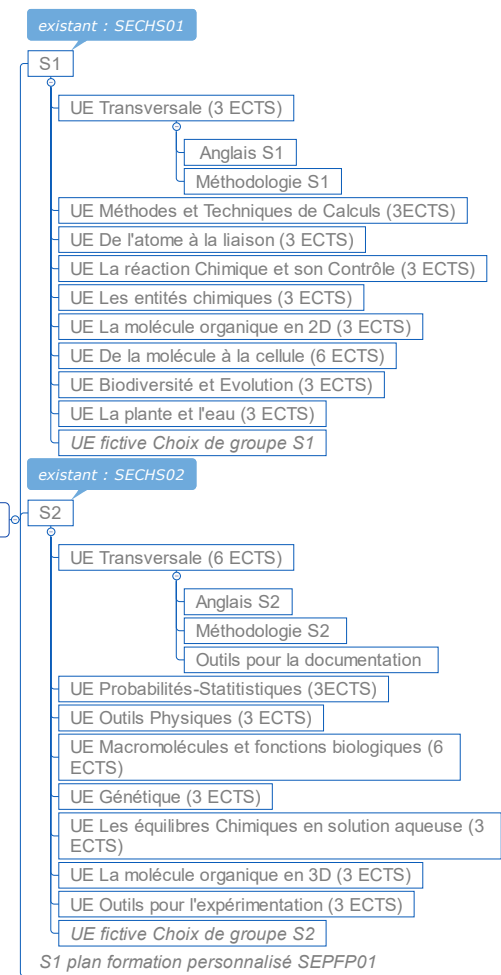 existant : SECHS01
S1
UE Transversale (3 ECTS)
Anglais S1
Méthodologie S1
UE Méthodes et Techniques de Calculs (3ECTS)
UE De l'atome à la liaison (3 ECTS)
UE La réaction Chimique et son Contrôle (3 ECTS)
UE Les entités chimiques (3 ECTS)
UE La molécule organique en 2D (3 ECTS)
UE De la molécule à la cellule (6 ECTS)
UE Biodiversité et Evolution (3 ECTS)
UE La plante et l'eau (3 ECTS)
UE fictive Choix de groupe S1
existant : SECHS02
S2
UE Transversale (6 ECTS)
Anglais S2
Méthodologie S2
Outils pour la documentation
UE Probabilités-Statitistiques (3ECTS)
UE Outils Physiques (3 ECTS)
UE Macromolécules et fonctions biologiques (6
ECTS)
UE Génétique (3 ECTS)
UE Les équilibres Chimiques en solution aqueuse (3
ECTS)
UE La molécule organique en 3D (3 ECTS)
UE Outils pour l'expérimentation (3 ECTS)
UE fictive Choix de groupe S2
S1 plan formation personnalisé SEPFP01